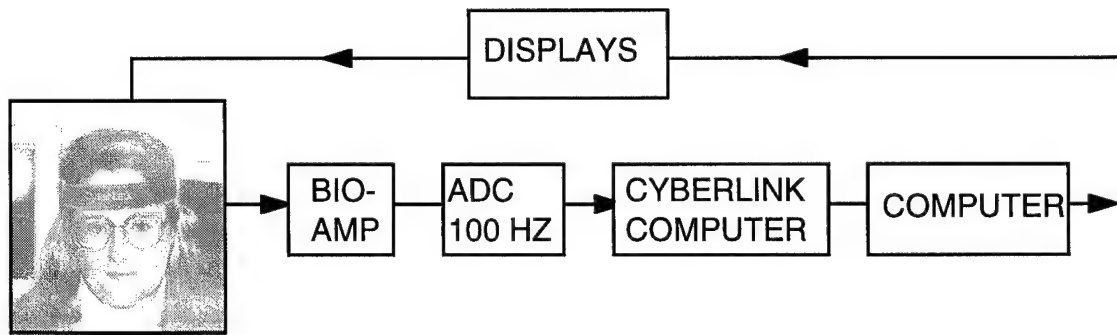 DISPLAYS
BIO-
AMP
ADC
100 HZ
CYBERLINK
COMPUTER
COMPUTER